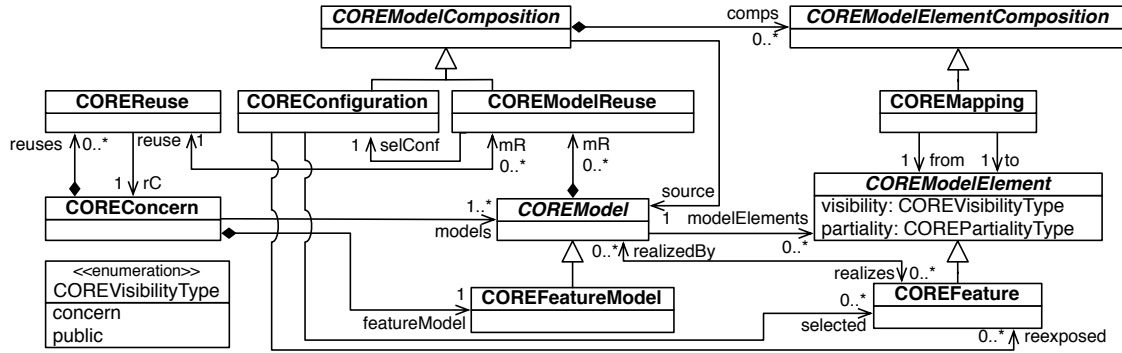 COREModelComposition
comps
0..*
COREModelElementComposition
COREReuse
COREConfiguration
COREModelReuse
COREMapping
reuses
0..*
reuse
1
1
selConf
mR
0..*
mR
0..*
1
from
1
to
1
rC
source
COREConcern
1..*
models
COREModel
1
modelElements
0..*
COREModelElement
visibility: COREVisibilityType
partiality: COREPartialityType
0..*
realizedBy
realizes
0..*
<<enumeration>>
COREVisibilityType
concern
public
1
featureModel
COREFeatureModel
0..*
selected
COREFeature
0..*
reexposed